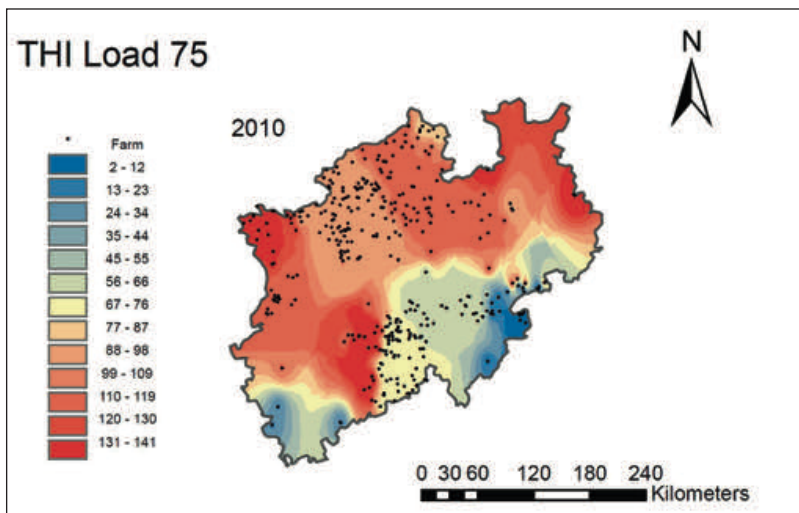 THI Load 75
N
2010
Farm
2 - 12
13 - 23
24 - 34
35 - 44
45 - 55
56 - 66
67 - 76
77 - 87
88 - 98
99 - 109
110 - 119
120 - 130
131 - 141
0 30 60 120 180 240
Kilometers